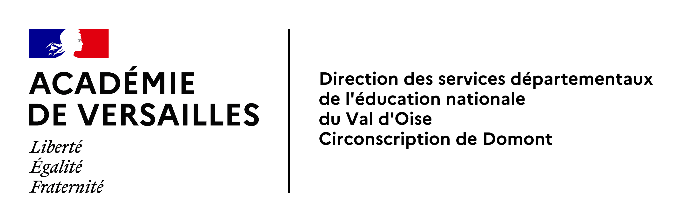 ACADÉMIE
DE VERSAILLES
Liberté
Égalité
Fraternité
Direction des services départementaux
de l'éducation nationale
du Val d'Oise
Circonscription de Domont